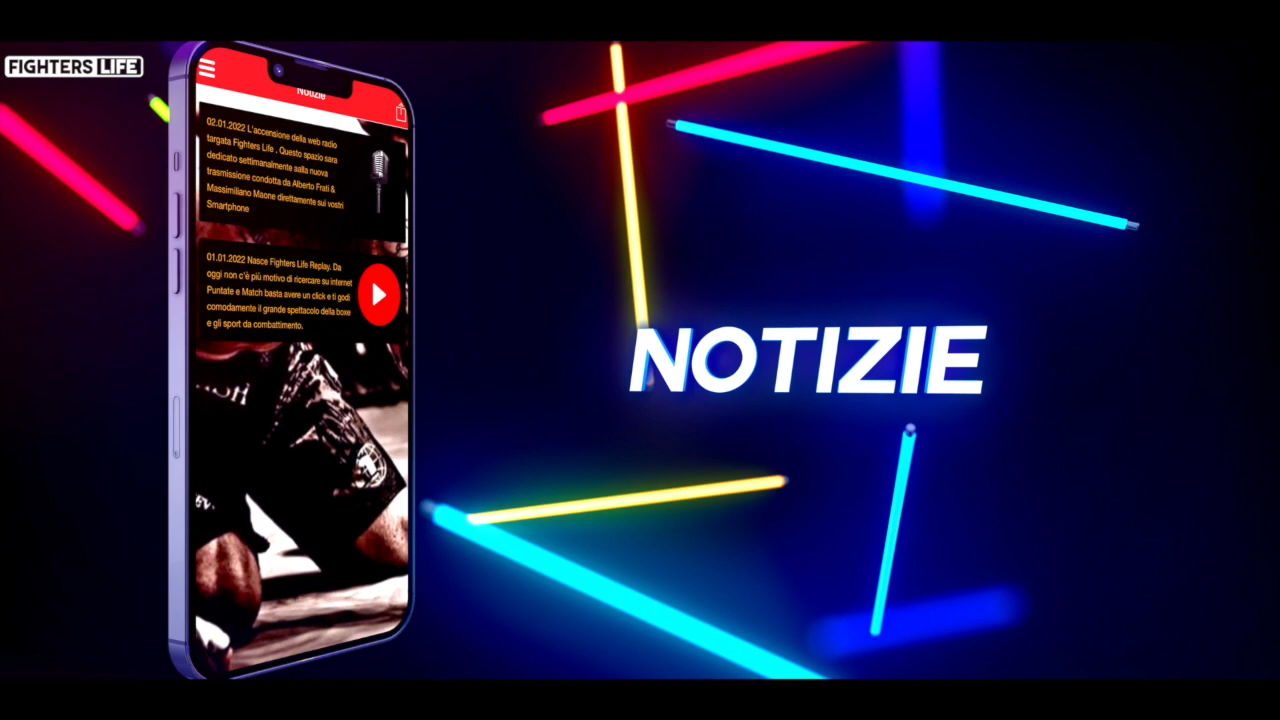 FIGHTERS LIFE
Notizie
02.01.2022 L'accensione della web radio
targata Fighters Life . Questo spazio sara
dedicato settimanalmente aalla nuova
trasmissione condotta da Alberto Frati &
Massimiliano Maone direttamente sui vostri
Smartphone
01.01.2022 Nasce Fighters Life Replay. Da
oggi non c'è più motivo di ricercare su internet
Puntate e Match basta avere un click e ti godi
comodamente il grande spettacolo della boxe
e gli sport da combattimento.
NOTIZIE